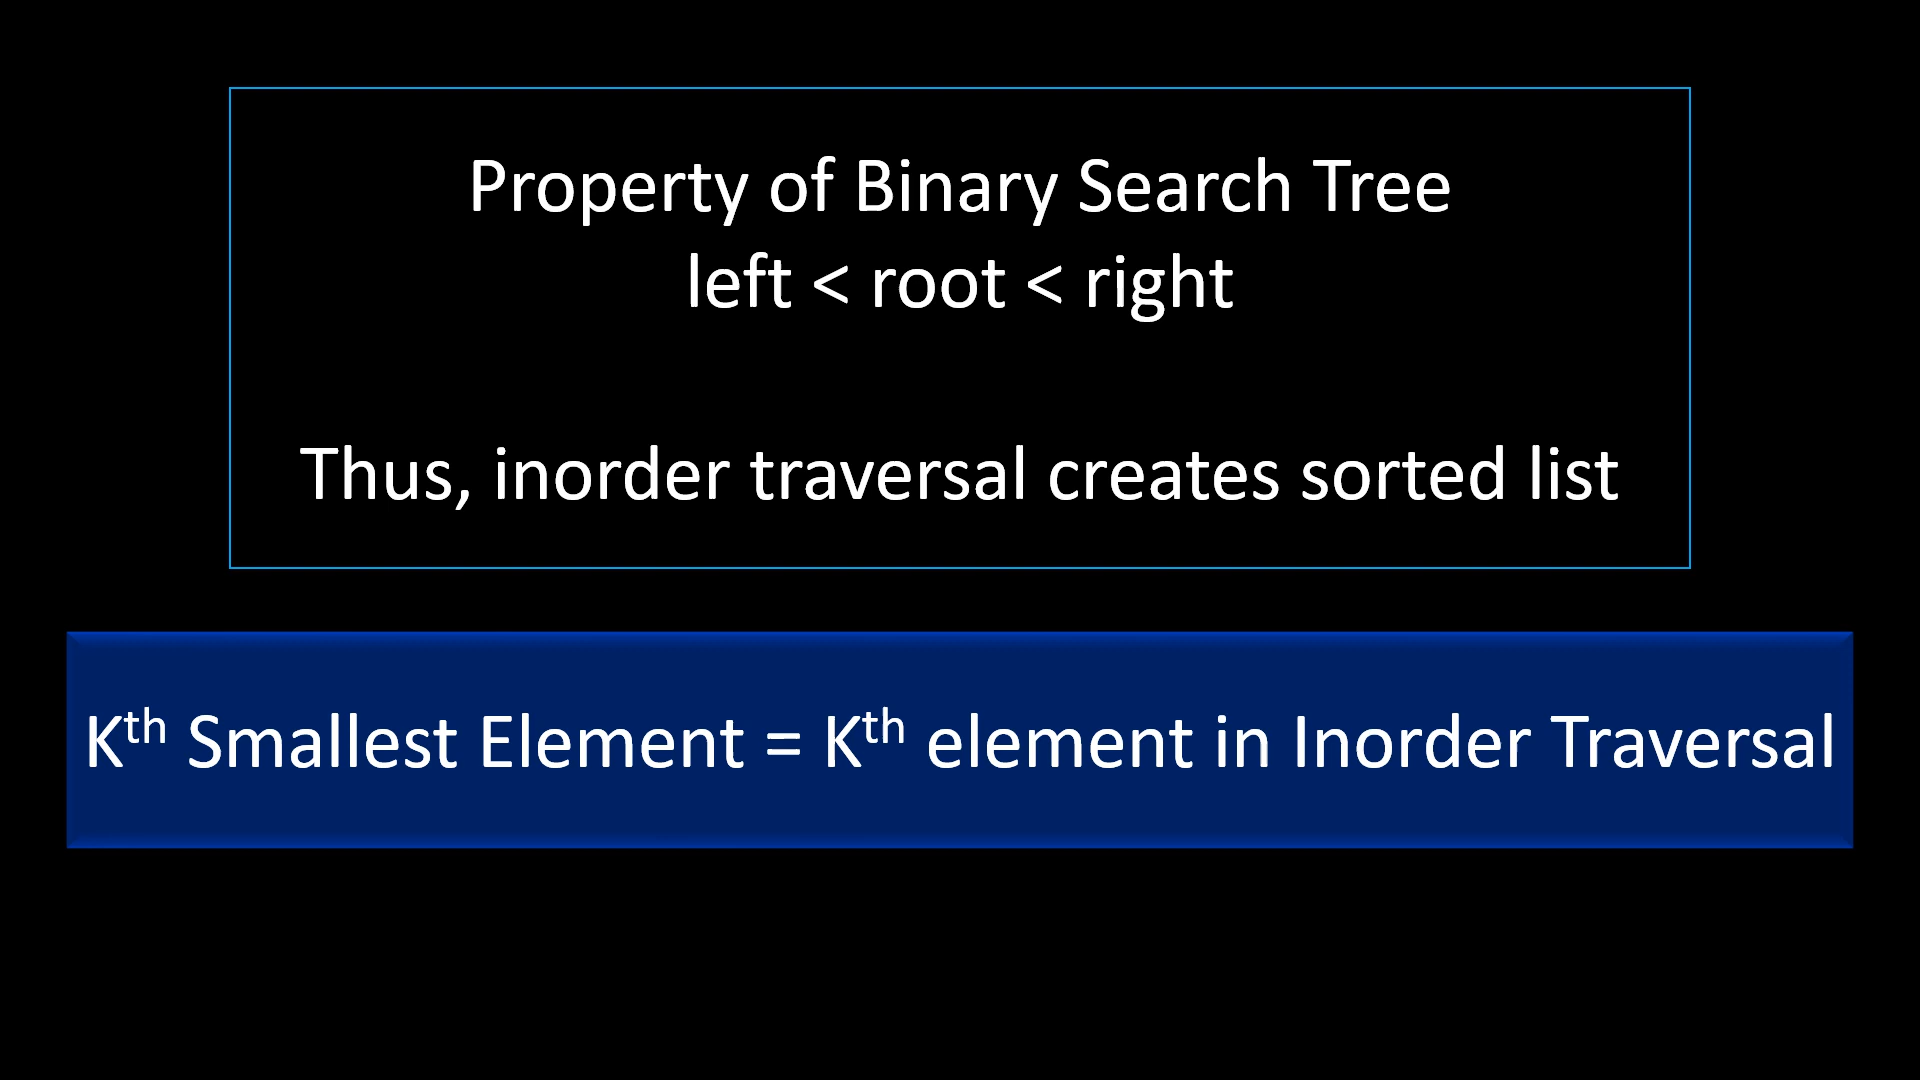 Property of Binary Search Tree
left < root < right
Thus, inorder traversal creates sorted list
Kth Smallest Element = Kth element in Inorder Traversal